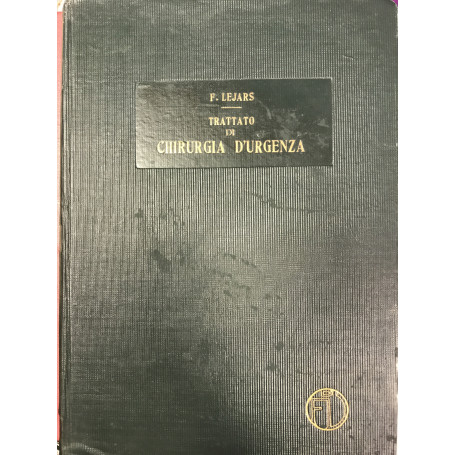 F. LEJARS
TRATTATO
DI
CHIRURGIA D'URGENZA